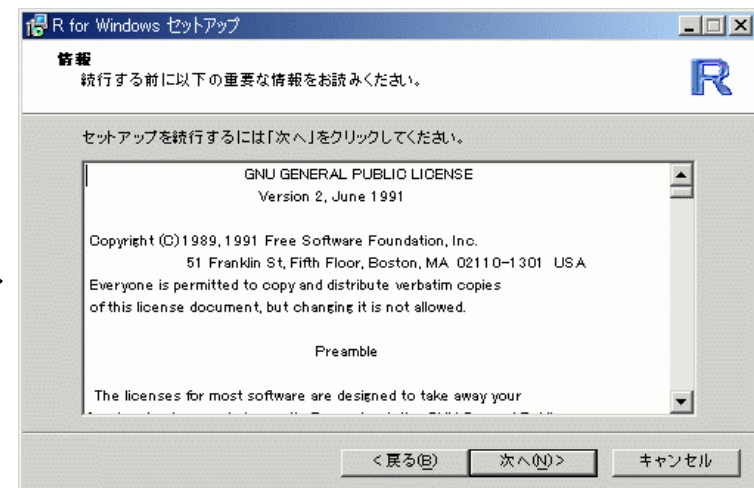 R for Windows セットアップ
情報
続行する前に以下の重要な情報をお読みください。
R
セットアップを続行するには「次へ」をクリックしてください。
GNU GENERAL PUBLIC LICENSE
Version 2, June 1991
Copyright (C) 1989, 1991 Free Software Foundation, Inc.
51 Franklin St, Fifth Floor, Boston, MA 02110-1301 USA
Everyone is permitted to copy and distribute verbatim copies
of this license document, but changing it is not allowed.
Preamble
The licenses for most software are designed to take away your
<戻る(B) 次へ(N)> キャンセル